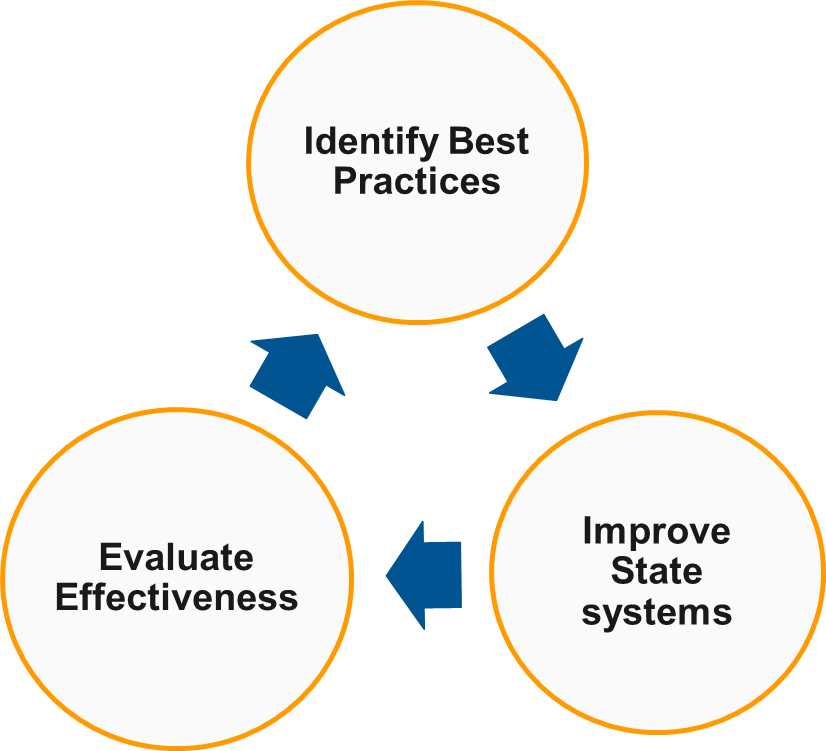 Identify Best
Practices
Improve
State
systems
Evaluate
Effectiveness